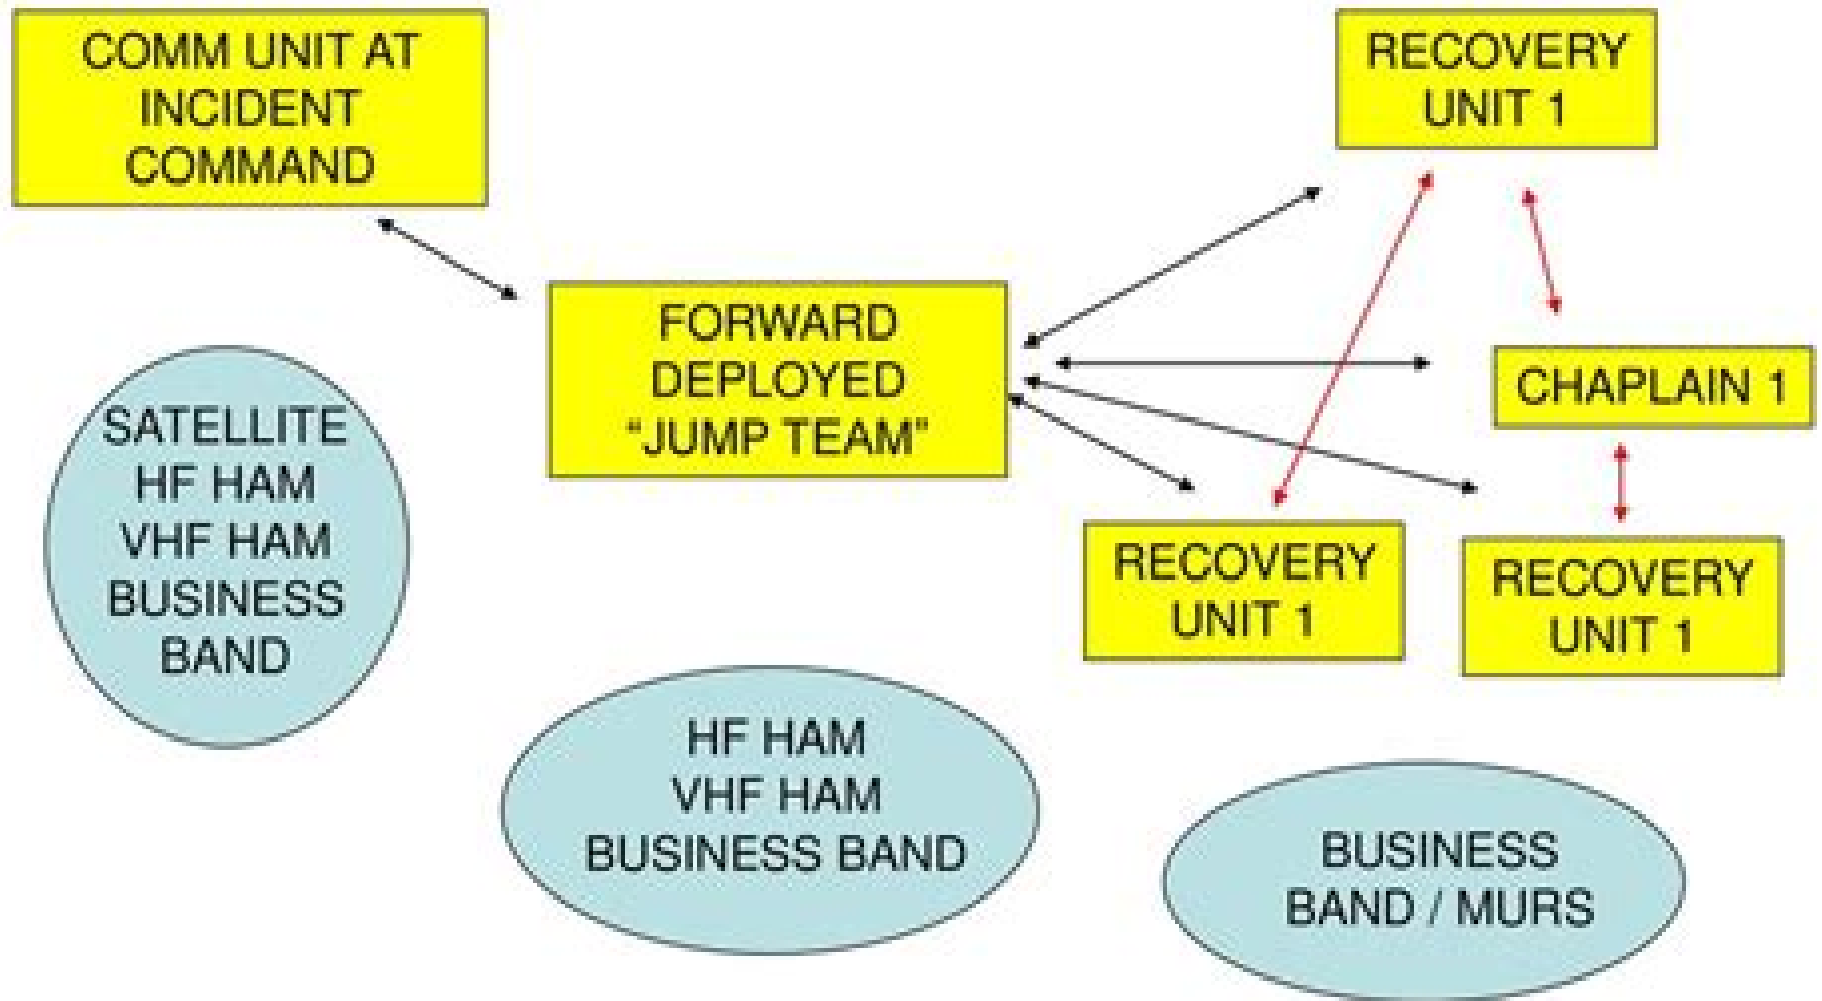 COMM UNIT AT
INCIDENT
COMMAND
RECOVERY
UNIT 1
FORWARD
DEPLOYED
“JUMP TEAM”
CHAPLAIN 1
RECOVERY
UNIT 1
RECOVERY
UNIT 1
SATELLITE
HF HAM
VHF HAM
BUSINESS
BAND
HF HAM
VHF HAM
BUSINESS BAND
BUSINESS
BAND / MURS